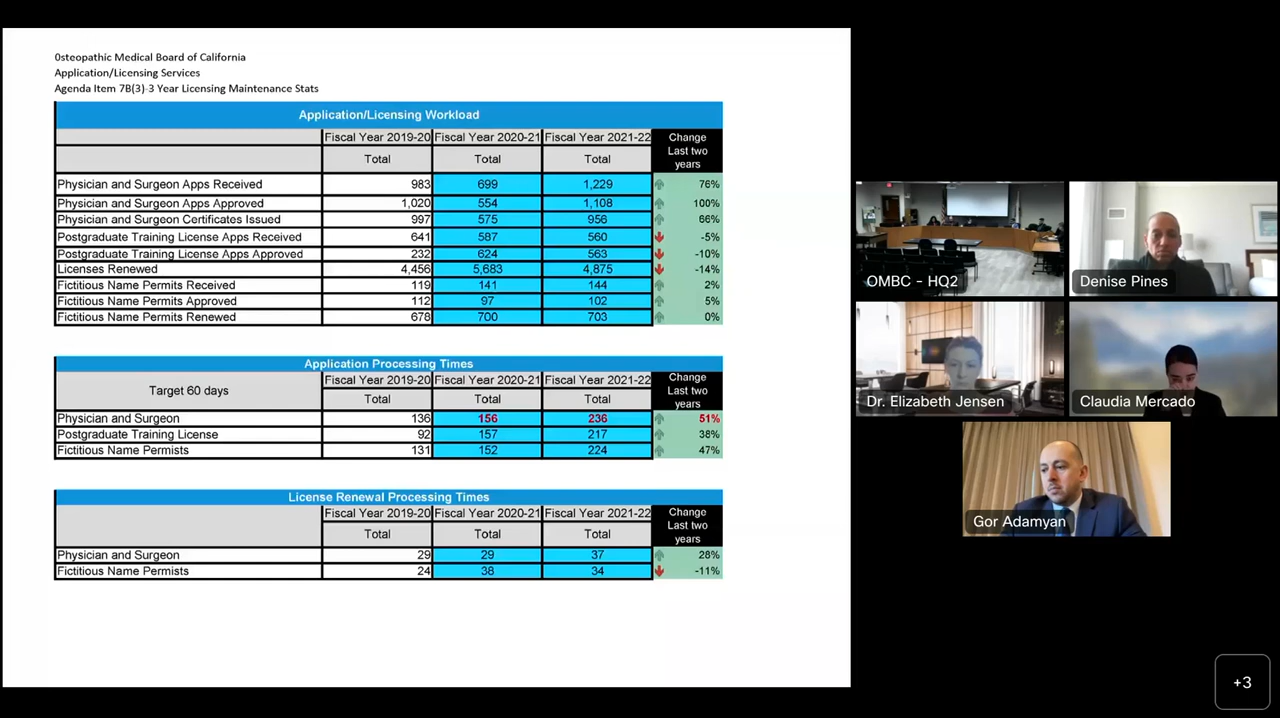 0steopathic Medical Board of California
Application/Licensing Services
Agenda Item 7B(3)-3 Year Licensing Maintenance Stats
Application/Licensing Workload
Fiscal Year 2019-20 Fiscal Year 2020-21 Fiscal Year 2021-22 Change Last two years
Total Total Total
Physician and Surgeon Apps Received 983 699 1,229 76%
Physician and Surgeon Apps Approved 1,020 554 1,108 100%
Physician and Surgeon Certificates Issued 997 575 956 66%
Postgraduate Training License Apps Received 641 587 560 -5%
Postgraduate Training License Apps Approved 232 624 563 -10%
Licenses Renewed 4,456 5,683 4,875 -14%
Fictitious Name Permits Received 119 141 144 2%
Fictitious Name Permits Approved 112 97 102 5%
Fictitious Name Permits Renewed 678 700 703 0%
Application Processing Times
Target 60 days Fiscal Year 2019-20 Fiscal Year 2020-21 Fiscal Year 2021-22 Change Last two years
Total Total Total
Physician and Surgeon 136 156 236 51%
Postgraduate Training License 92 157 217 38%
Fictitious Name Permists 131 152 224 47%
License Renewal Processing Times
Fiscal Year 2019-20 Fiscal Year 2020-21 Fiscal Year 2021-22 Change Last two years
Total Total Total
Physician and Surgeon 29 29 37 28%
Fictitious Name Permists 24 38 34 -11%
OMBC - HQ2
Denise Pines
Dr. Elizabeth Jensen
Claudia Mercado
Gor Adamyan
+3